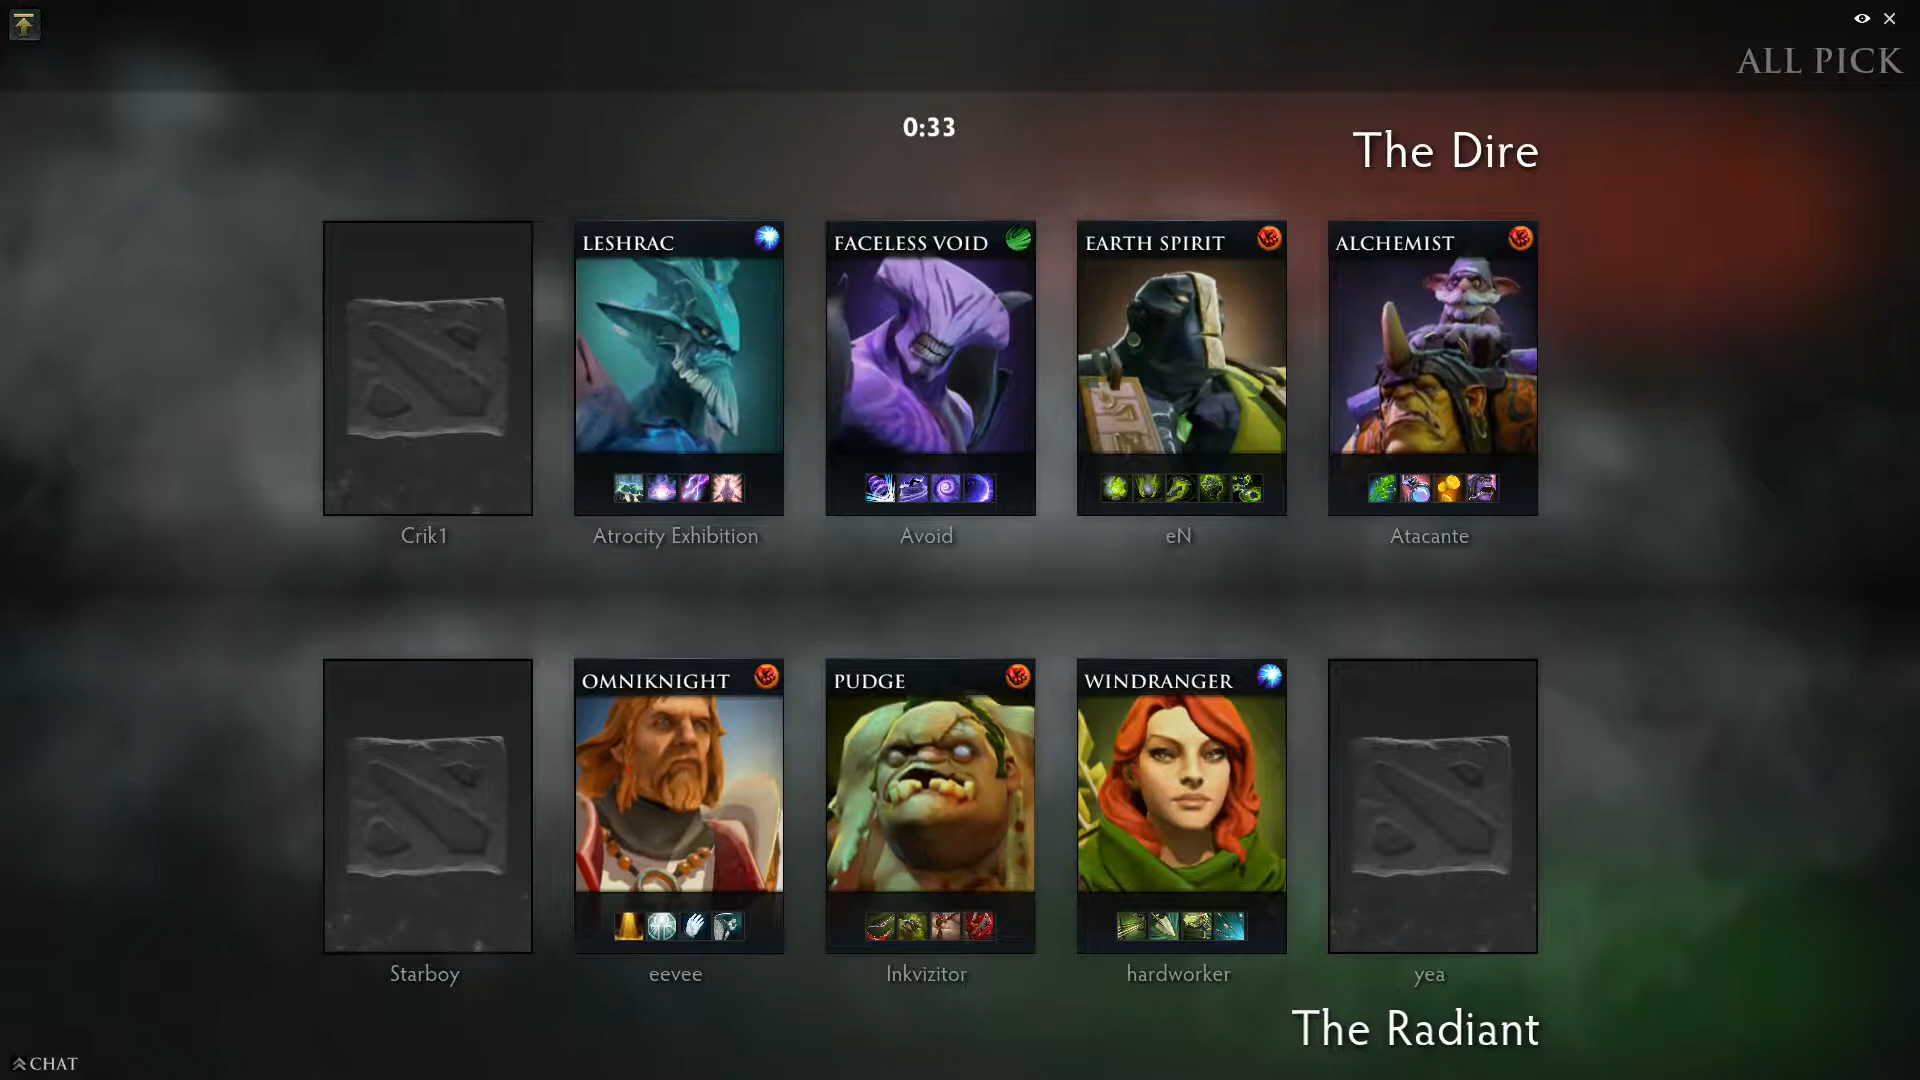 ALL PICK
0:33
The Dire
LESHRAC
FACELESS VOID
EARTH SPIRIT
ALCHEMIST
Crik1
Atrocity Exhibition
Avoid
eN
Atacante
OMNIKNIGHT
PUDGE
WINDRANGER
Starboy
eevee
Inkvizitor
hardworker
yea
The Radiant
CHAT